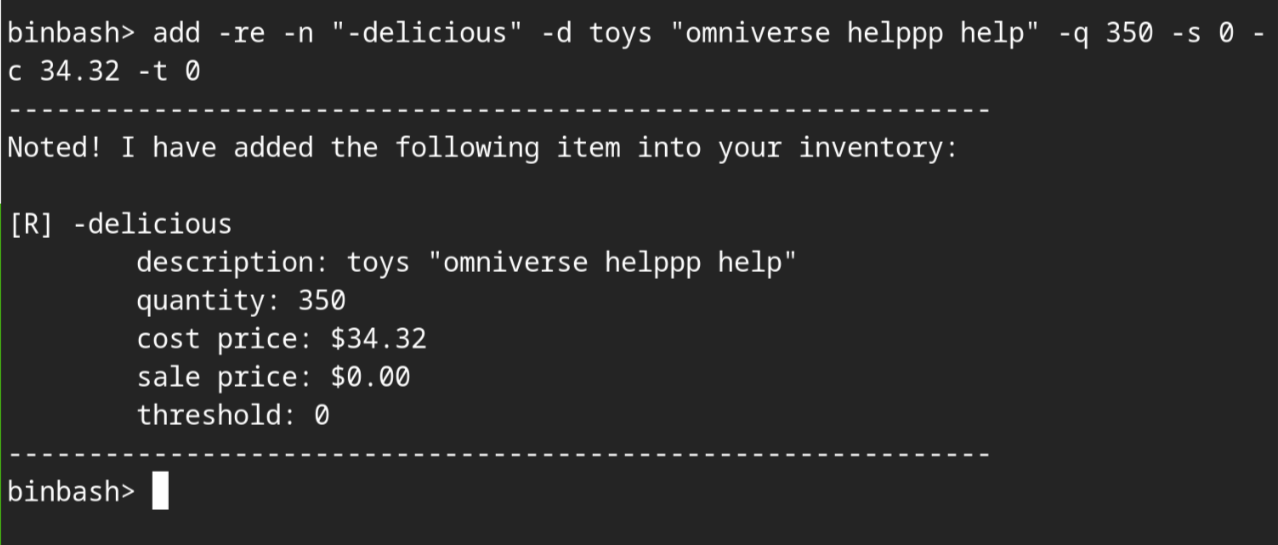 binbash> add -re -n "-delicious" -d toys "omniverse helppp help" -q 350 -s 0 -
c 34.32 -t 0
-------------------------------------------------------------
Noted! I have added the following item into your inventory:
[R] -delicious
description: toys "omniverse helppp help"
quantity: 350
cost price: $34.32
sale price: $0.00
threshold: 0
-------------------------------------------------------------
binbash>